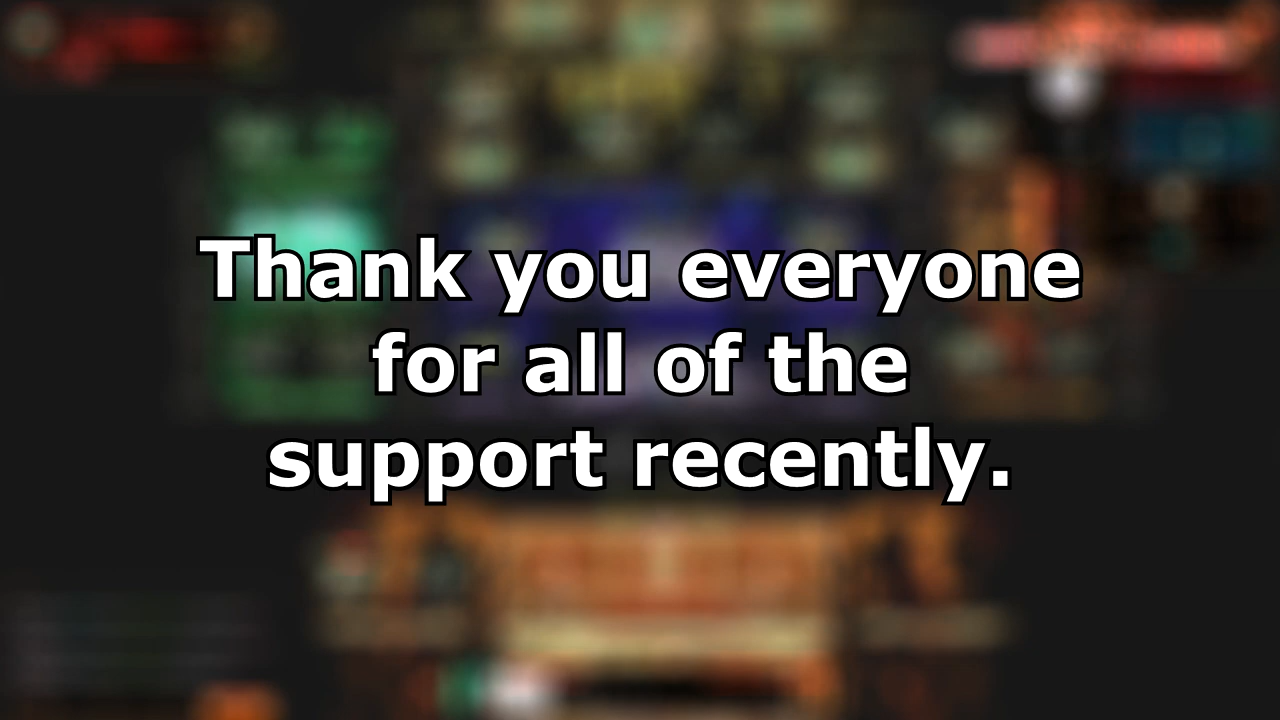 Thank you everyone
for all of the
support recently.